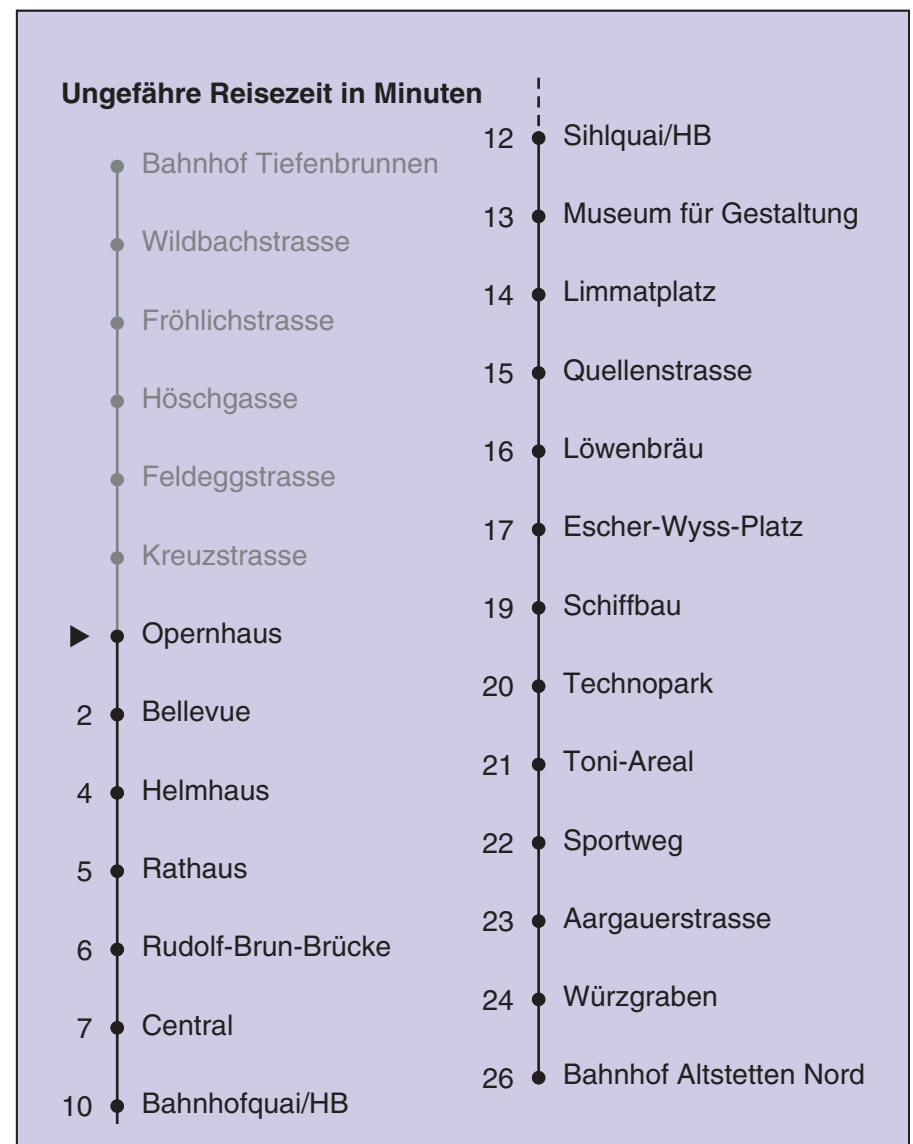 Ungefähre Reisezeit in Minuten
Bahnhof Tiefenbrunnen
Wildbachstrasse
Fröhlichstrasse
Höschgasse
Feldeggstrasse
Kreuzstrasse
Opernhaus
2 Bellevue
4 Helmhaus
5 Rathaus
6 Rudolf-Brun-Brücke
7 Central
10 Bahnhofquai/HB
12 Sihlquai/HB
13 Museum für Gestaltung
14 Limmatplatz
15 Quellenstrasse
16 Löwenbräu
17 Escher-Wyss-Platz
19 Schiffbau
20 Technopark
21 Toni-Areal
22 Sportweg
23 Aargauerstrasse
24 Würzgraben
26 Bahnhof Altstetten Nord